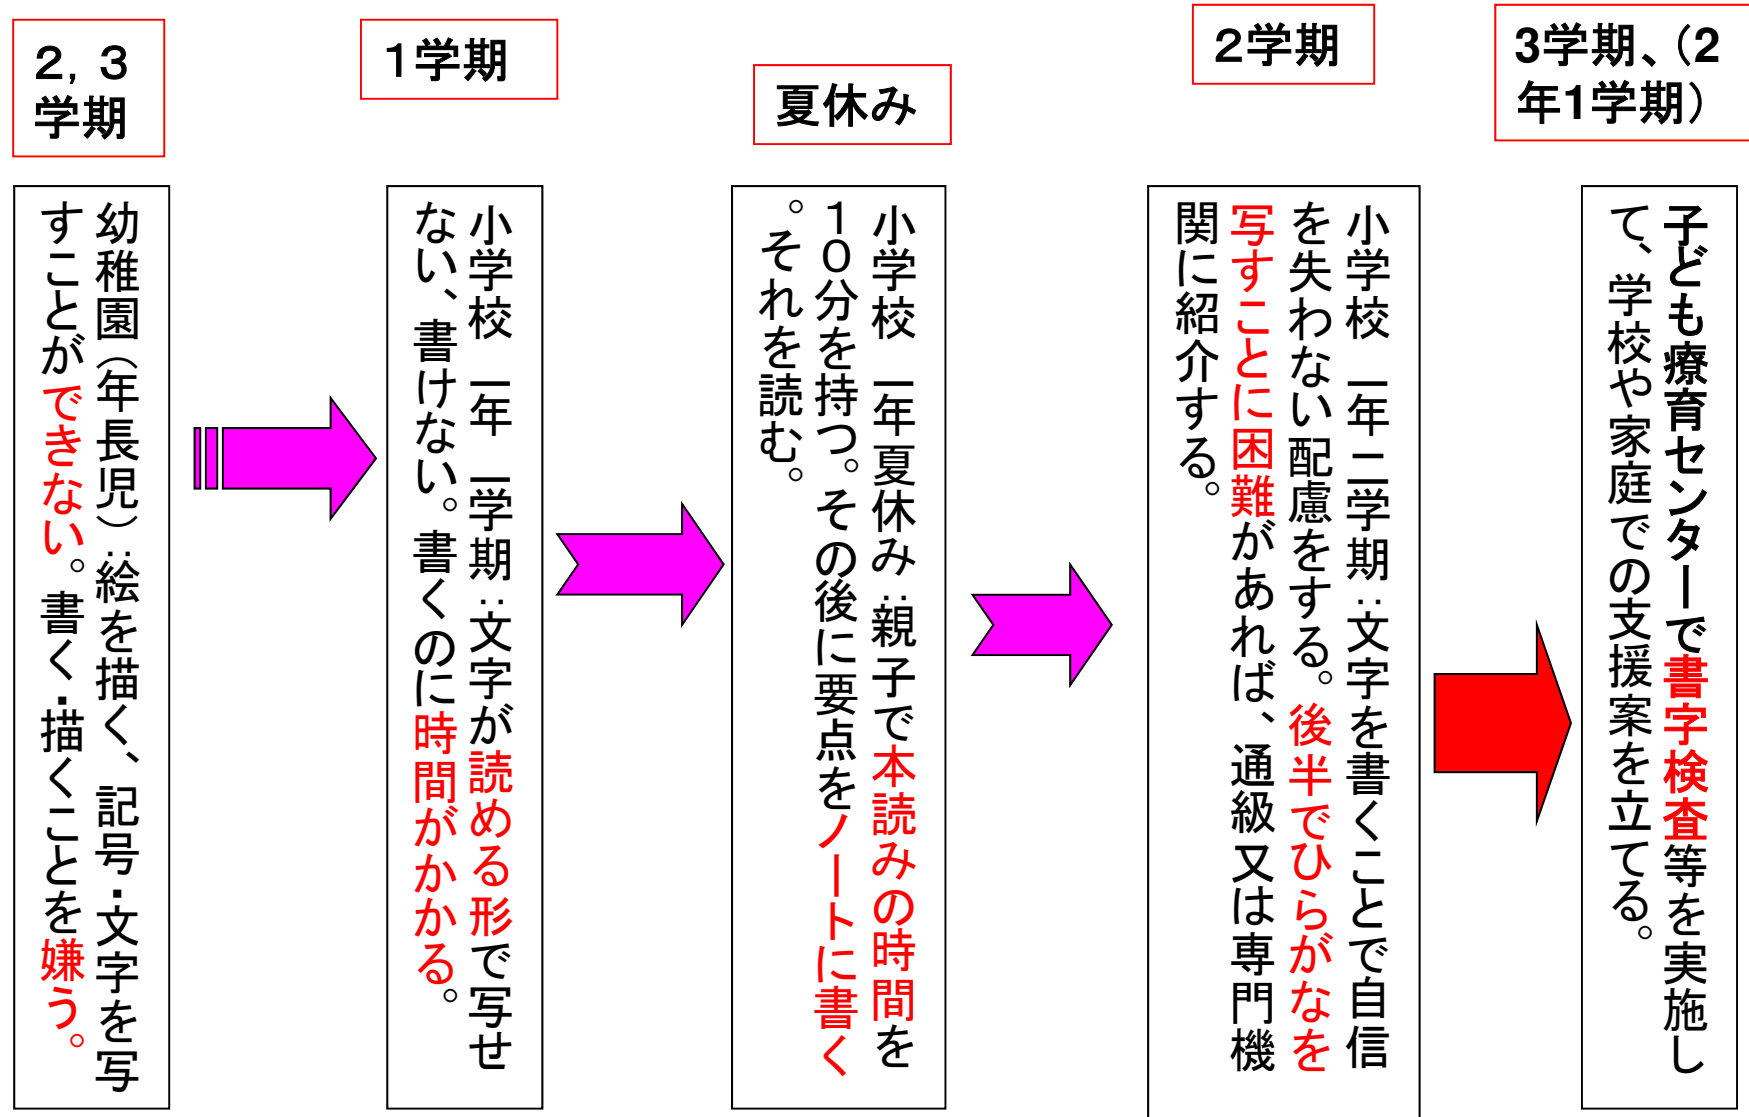 ２，３
学期
１学期
夏休み
２学期
3学期、（2
年1学期）
幼稚園（年長児）：絵を描く、記号・文字を写
すことができない。書く・描くことを嫌う。
小学校　一年　一学期：文字が読める形で写せ
ない、書けない。書くのに時間がかかる。
小学校　一年夏休み：親子で本読みの時間を
１０分を持つ。その後に要点をノートに書く
。それを読む。
小学校　一年二学期：文字を書くことで自信
を失わない配慮をする。後半でひらがなを
写すことに困難があれば、通級又は専門機
関に紹介する。
子ども療育センターで書字検査等を実施し
て、学校や家庭での支援案を立てる。